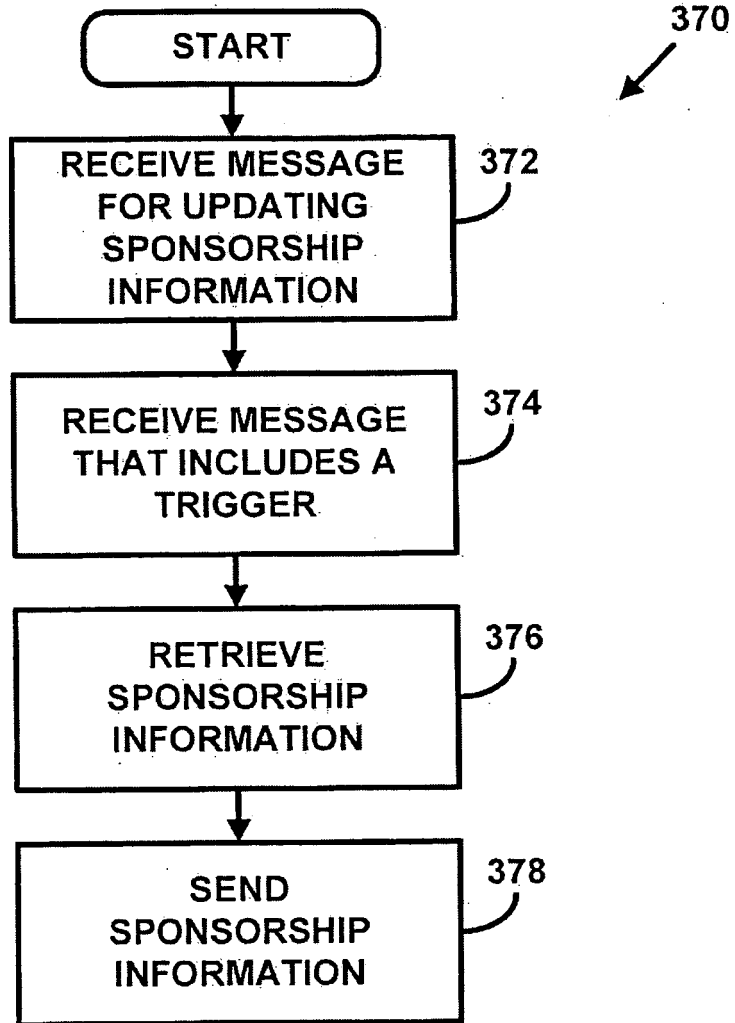 START
370
RECEIVE MESSAGE
FOR UPDATING
SPONSORSHIP
INFORMATION
372
RECEIVE MESSAGE
THAT INCLUDES A
TRIGGER
374
RETRIEVE
SPONSORSHIP
INFORMATION
376
SEND
SPONSORSHIP
INFORMATION
378